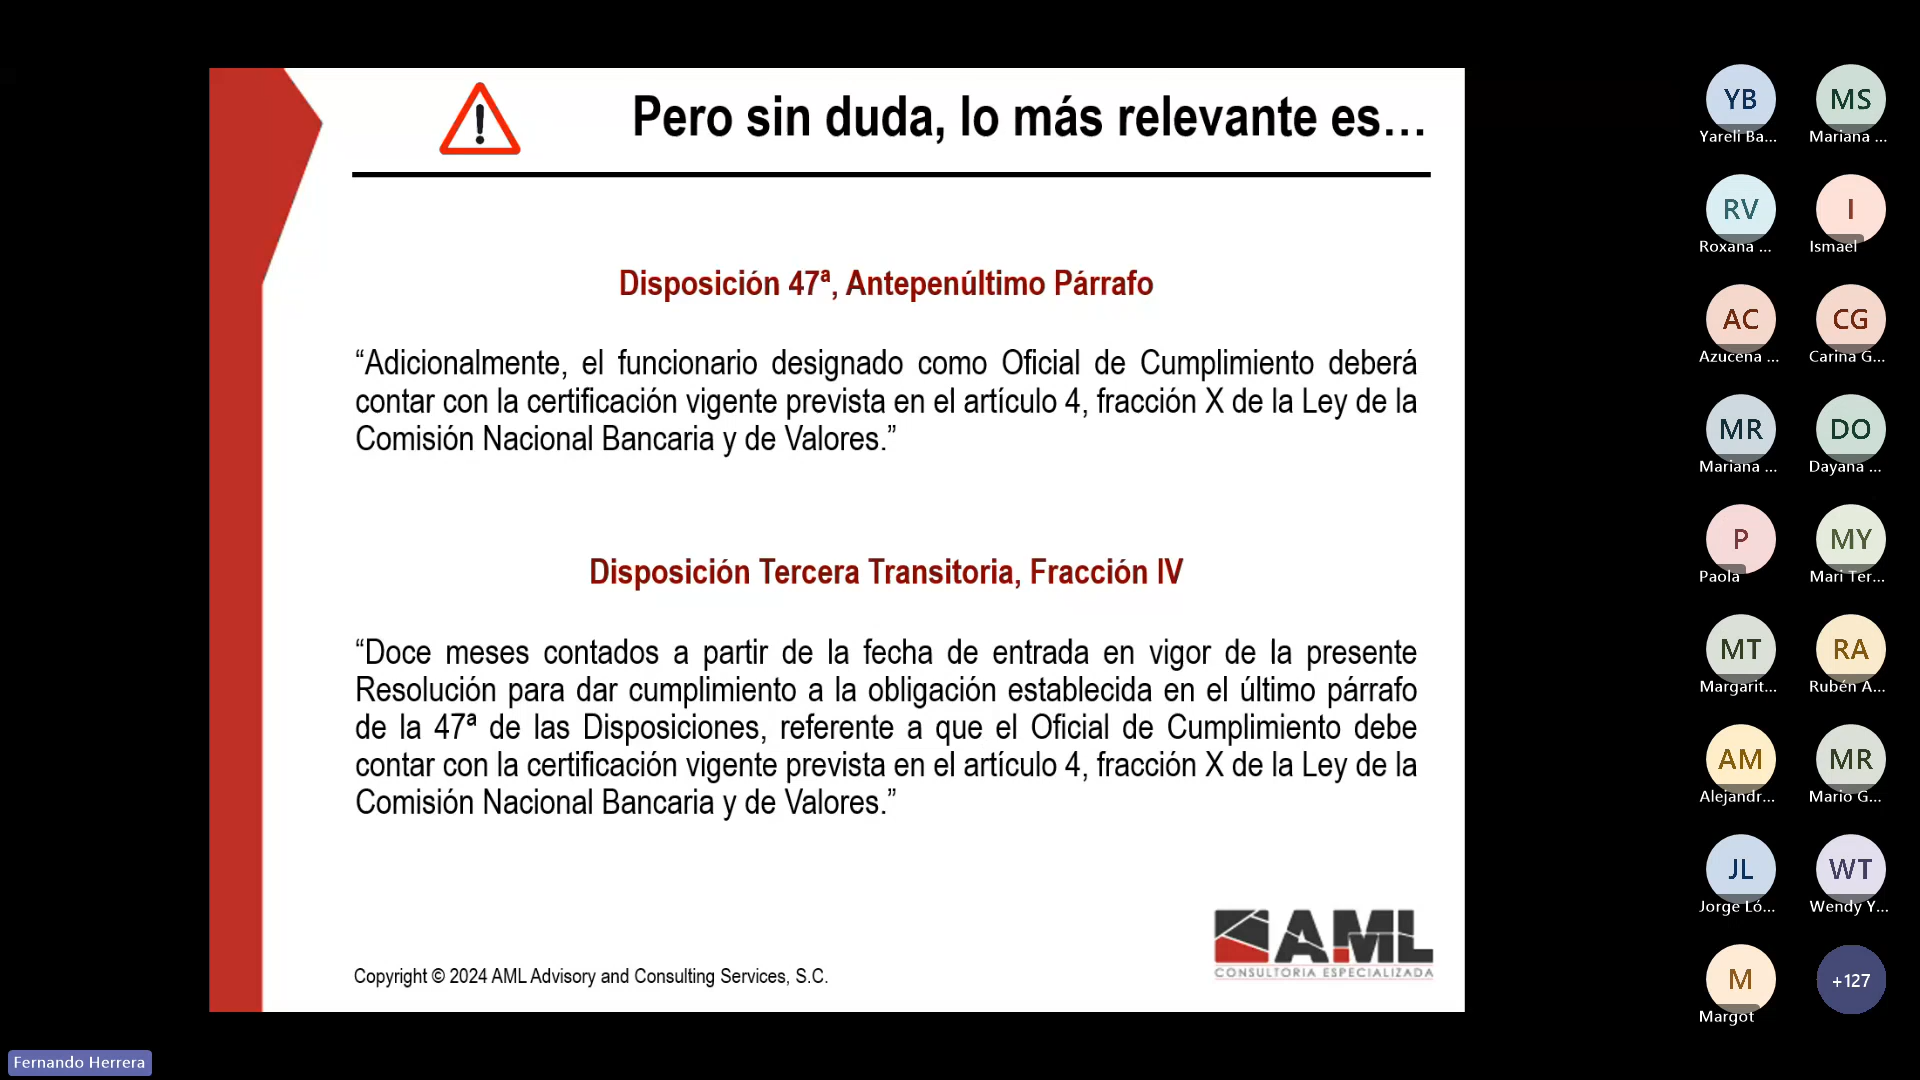 Pero sin duda, lo más relevante es...
Disposición 47ª, Antepenúltimo Párrafo
“Adicionalmente, el funcionario designado como Oficial de Cumplimiento deberá
contar con la certificación vigente prevista en el artículo 4, fracción X de la Ley de la
Comisión Nacional Bancaria y de Valores.”
Disposición Tercera Transitoria, Fracción IV
“Doce meses contados a partir de la fecha de entrada en vigor de la presente
Resolución para dar cumplimiento a la obligación establecida en el último párrafo
de la 47ª de las Disposiciones, referente a que el Oficial de Cumplimiento debe
contar con la certificación vigente prevista en el artículo 4, fracción X de la Ley de la
Comisión Nacional Bancaria y de Valores.”
AML
CONSULTORIA ESPECIALIZADA
Copyright © 2024 AML Advisory and Consulting Services, S.C.
YB
Yareli Ba...
MS
Mariana ...
RV
Roxana ...
I
Ismael
AC
Azucena ...
CG
Carina G...
MR
Mariana ...
DO
Dayana ...
P
Paola
MY
Mari Ter...
MT
Margarit...
RA
Rubén A...
AM
Alejandr...
MR
Mario G...
JL
Jorge Ló...
WT
Wendy Y...
M
Margot
+127
Fernando Herrera